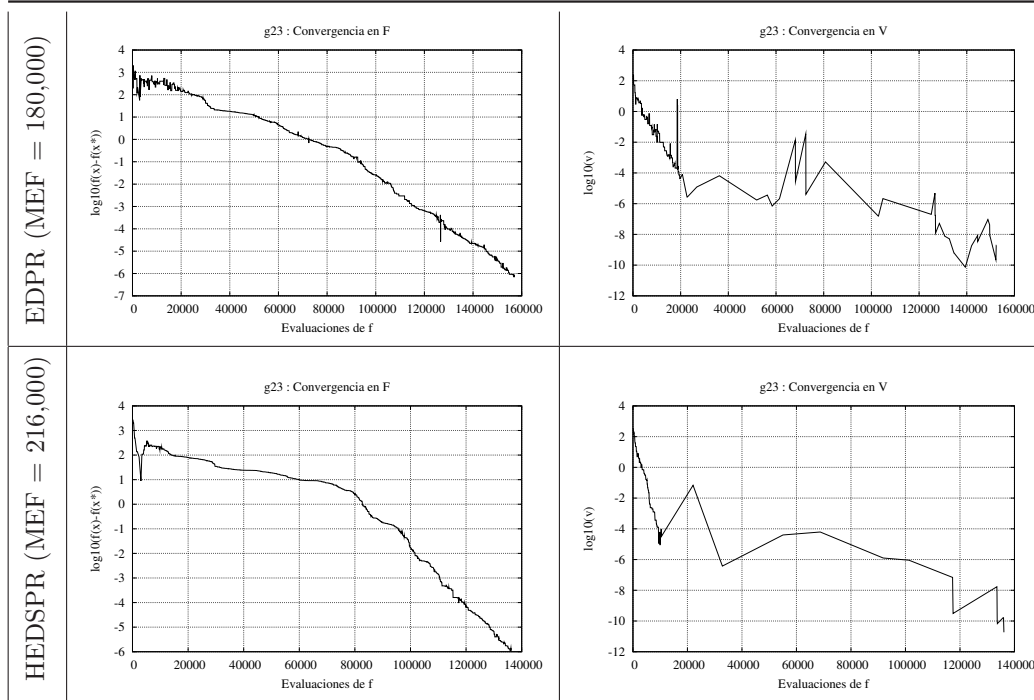 EDPR (MEF = 180,000)
g23 : Convergencia en F
log10(f(x)-f(x*))
4
3
2
1
0
-1
-2
-3
-4
-5
-6
-7
0 20000 40000 60000 80000 100000 120000 140000 160000
Evaluaciones de f
g23 : Convergencia en V
log10(v)
4
2
0
-2
-4
-6
-8
-10
-12
0 20000 40000 60000 80000 100000 120000 140000 160000
Evaluaciones de f
HEDSPR (MEF = 216,000)
g23 : Convergencia en F
log10(f(x)-f(x*))
4
3
2
1
0
-1
-2
-3
-4
-5
-6
0 20000 40000 60000 80000 100000 120000 140000
Evaluaciones de f
g23 : Convergencia en V
log10(v)
4
2
0
-2
-4
-6
-8
-10
-12
0 20000 40000 60000 80000 100000 120000 140000
Evaluaciones de f